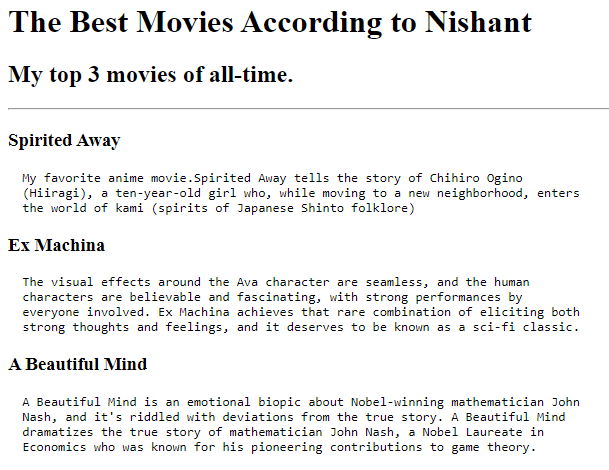 The Best Movies According to Nishant
My top 3 movies of all-time.
Spirited Away
My favorite anime movie.Spirited Away tells the story of Chihiro Ogino
(Hiiragi), a ten-year-old girl who, while moving to a new neighborhood, enters
the world of kami (spirits of Japanese Shinto folklore)
Ex Machina
The visual effects around the Ava character are seamless, and the human
characters are believable and fascinating, with strong performances by
everyone involved. Ex Machina achieves that rare combination of eliciting both
strong thoughts and feelings, and it deserves to be known as a sci-fi classic.
A Beautiful Mind
A Beautiful Mind is an emotional biopic about Nobel-winning mathematician John
Nash, and it's riddled with deviations from the true story. A Beautiful Mind
dramatizes the true story of mathematician John Nash, a Nobel Laureate in
Economics who was known for his pioneering contributions to game theory.